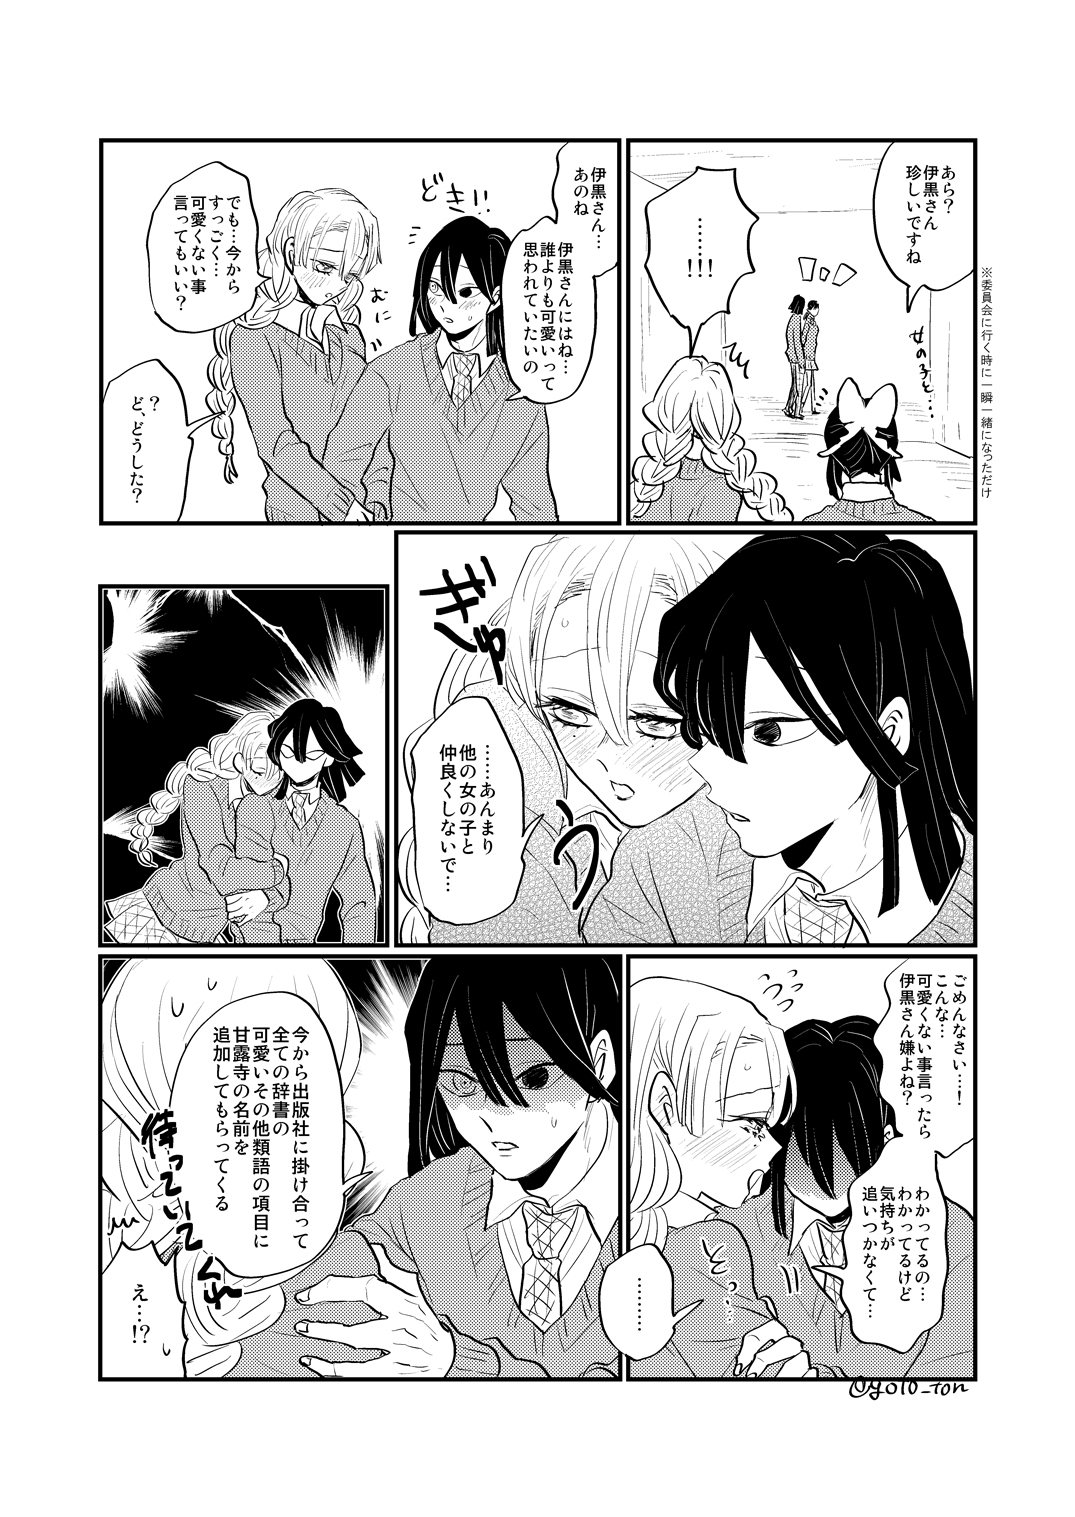 あら?
伊黒さん
珍しいですね
女の子と…
………
!!!
※委員会に行く時に一瞬一緒になっただけ
伊黒さん…
あのね
伊黒さんにはね…
誰よりも可愛いって
思われていたいの
どき!!
むに
でも…今から
すっごく…
可愛くない事
言ってもいい?
?
ど、どうした?
ぎゅう
……あんまり
他の女の子と
仲良くしないで…
ごめんなさい…!
こんな…
可愛くない事言ったら
伊黒さん嫌よね?
わかってるの…
わかってるけど
気持ちが
追いつかなくて…
そっ…
………
今から出版社に掛け合って
全ての辞書の
可愛いその他類語の項目に
甘露寺の名前を
追加してもらってくる
待っていてくれ
え…!?
@yoto_ton